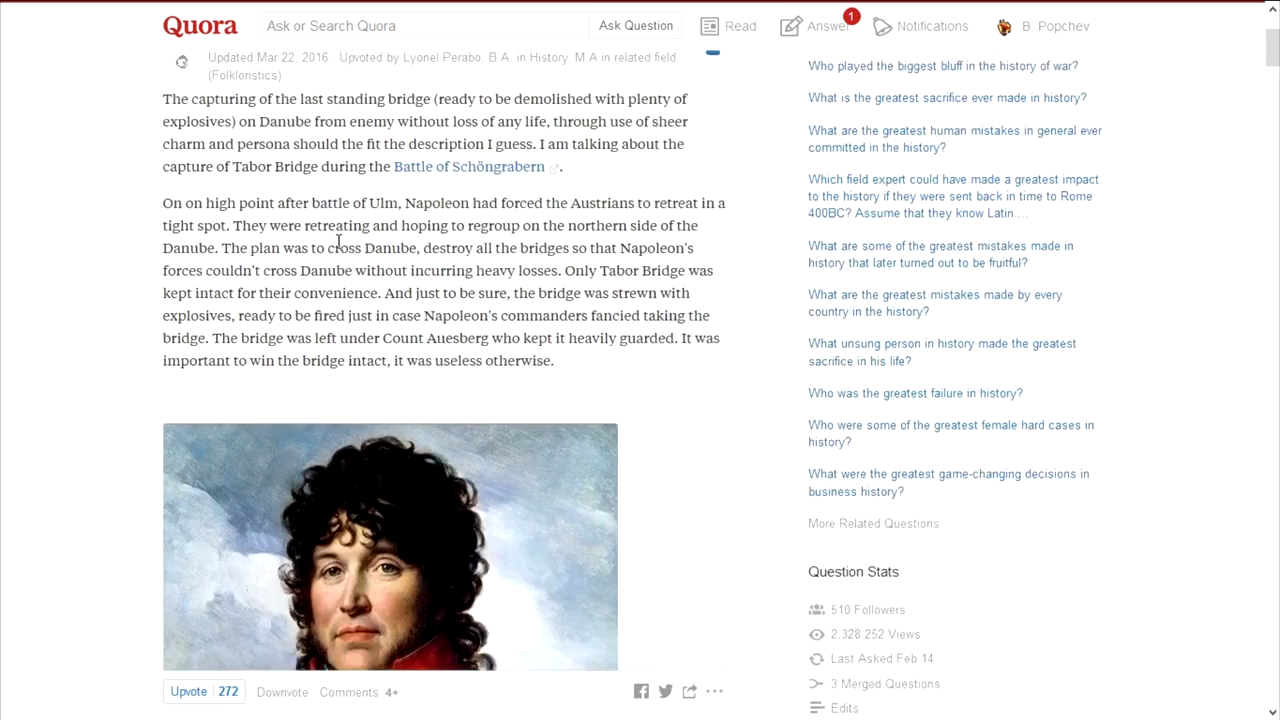 Quora
Ask or Search Quora
Ask Question
Read
Answer
1
Notifications
B. Popchev
Updated Mar 22, 2016 Upvoted by Lyonel Perabo, B.A. in History, M.A in related field
(Folkloristics)
The capturing of the last standing bridge (ready to be demolished with plenty of
explosives) on Danube from enemy without loss of any life, through use of sheer
charm and persona should the fit the description I guess. I am talking about the
capture of Tabor Bridge during the Battle of Schöngrabern .
On on high point after battle of Ulm, Napoleon had forced the Austrians to retreat in a
tight spot. They were retreating and hoping to regroup on the northern side of the
Danube. The plan was to cross Danube, destroy all the bridges so that Napoleon's
forces couldn't cross Danube without incurring heavy losses. Only Tabor Bridge was
kept intact for their convenience. And just to be sure, the bridge was strewn with
explosives, ready to be fired just in case Napoleon's commanders fancied taking the
bridge. The bridge was left under Count Auesberg who kept it heavily guarded. It was
important to win the bridge intact, it was useless otherwise.
Upvote 272
Downvote
Comments 4+
Who played the biggest bluff in the history of war?
What is the greatest sacrifice ever made in history?
What are the greatest human mistakes in general ever
committed in the history?
Which field expert could have made a greatest impact
to the history if they were sent back in time to Rome
400BC? Assume that they know Latin....
What are some of the greatest mistakes made in
history that later turned out to be fruitful?
What are the greatest mistakes made by every
country in the history?
What unsung person in history made the greatest
sacrifice in his life?
Who was the greatest failure in history?
Who were some of the greatest female hard cases in
history?
What were the greatest game-changing decisions in
business history?
More Related Questions
Question Stats
510 Followers
2,328,252 Views
Last Asked Feb 14
3 Merged Questions
Edits